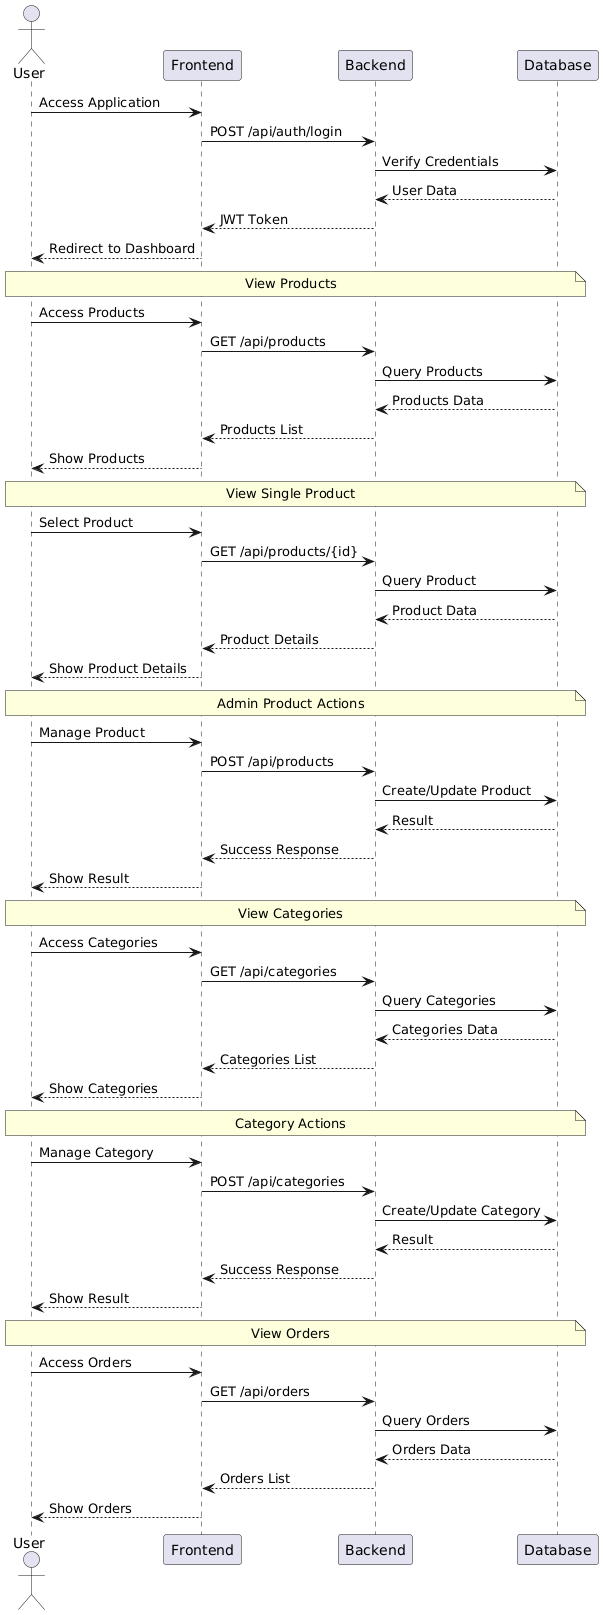 User
Frontend
Backend
Database
Access Application
POST /api/auth/login
Verify Credentials
User Data
JWT Token
Redirect to Dashboard
View Products
Access Products
GET /api/products
Query Products
Products Data
Products List
Show Products
View Single Product
Select Product
GET /api/products/{id}
Query Product
Product Data
Product Details
Show Product Details
Admin Product Actions
Manage Product
POST /api/products
Create/Update Product
Result
Success Response
Show Result
View Categories
Access Categories
GET /api/categories
Query Categories
Categories Data
Categories List
Show Categories
Category Actions
Manage Category
POST /api/categories
Create/Update Category
Result
Success Response
Show Result
View Orders
Access Orders
GET /api/orders
Query Orders
Orders Data
Orders List
Show Orders
User
Frontend
Backend
Database